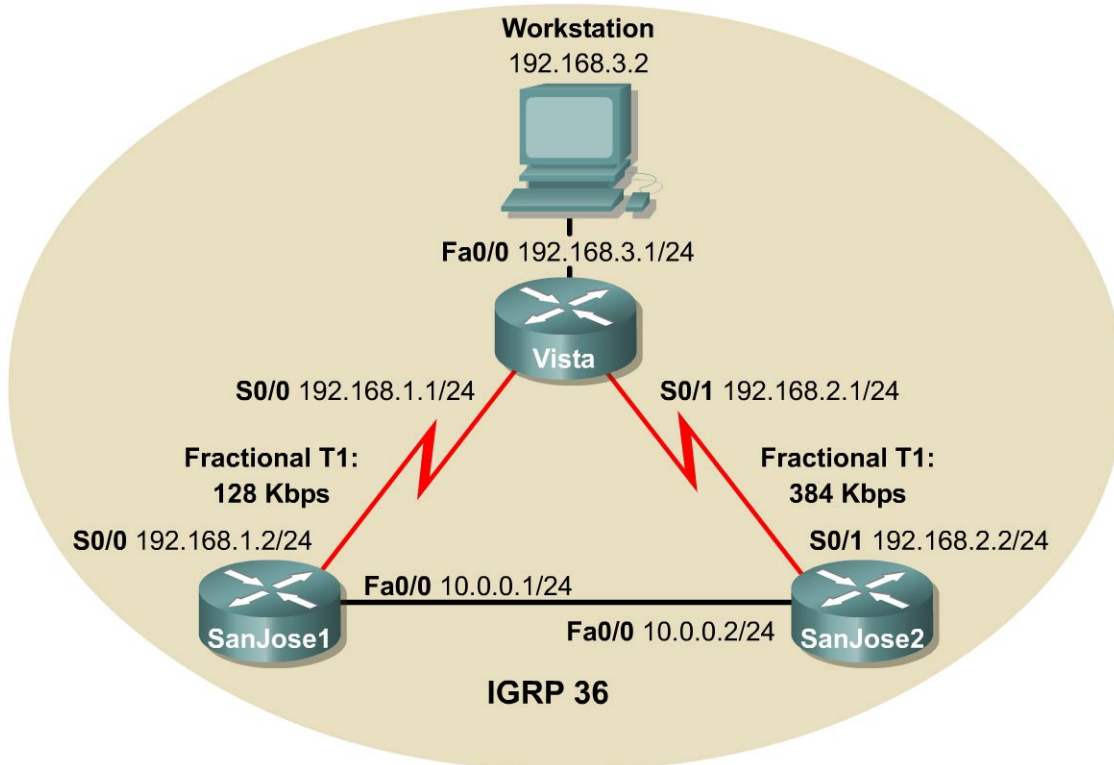 Workstation
192.168.3.2
Fa0/0 192.168.3.1/24
Vista
S0/0 192.168.1.1/24
S0/1 192.168.2.1/24
Fractional T1:
128 Kbps
Fractional T1:
384 Kbps
S0/0 192.168.1.2/24
S0/1 192.168.2.2/24
Fa0/0 10.0.0.1/24
SanJose1
Fa0/0 10.0.0.2/24
SanJose2
IGRP 36